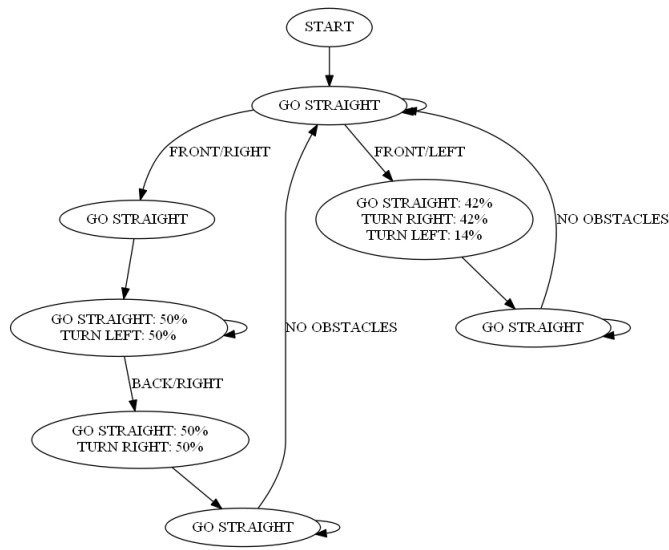 START
GO STRAIGHT
FRONT/RIGHT
FRONT/LEFT
GO STRAIGHT
GO STRAIGHT: 42%
TURN RIGHT: 42%
TURN LEFT: 14%
NO OBSTACLES
GO STRAIGHT: 50%
TURN LEFT: 50%
NO OBSTACLES
GO STRAIGHT
BACK/RIGHT
GO STRAIGHT: 50%
TURN RIGHT: 50%
GO STRAIGHT